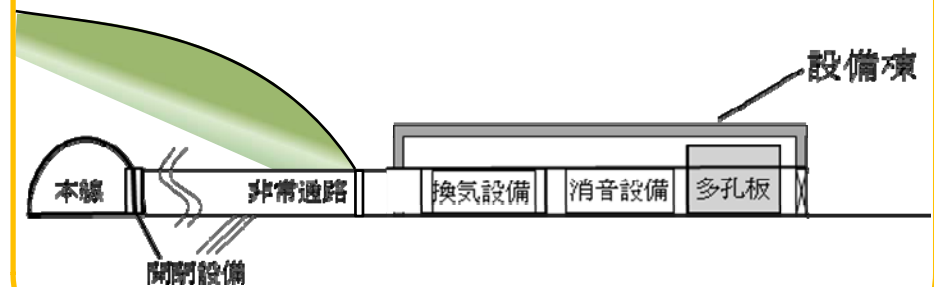 設備棟
本線
非常通路
換気設備
消音設備
多孔板
開閉設備